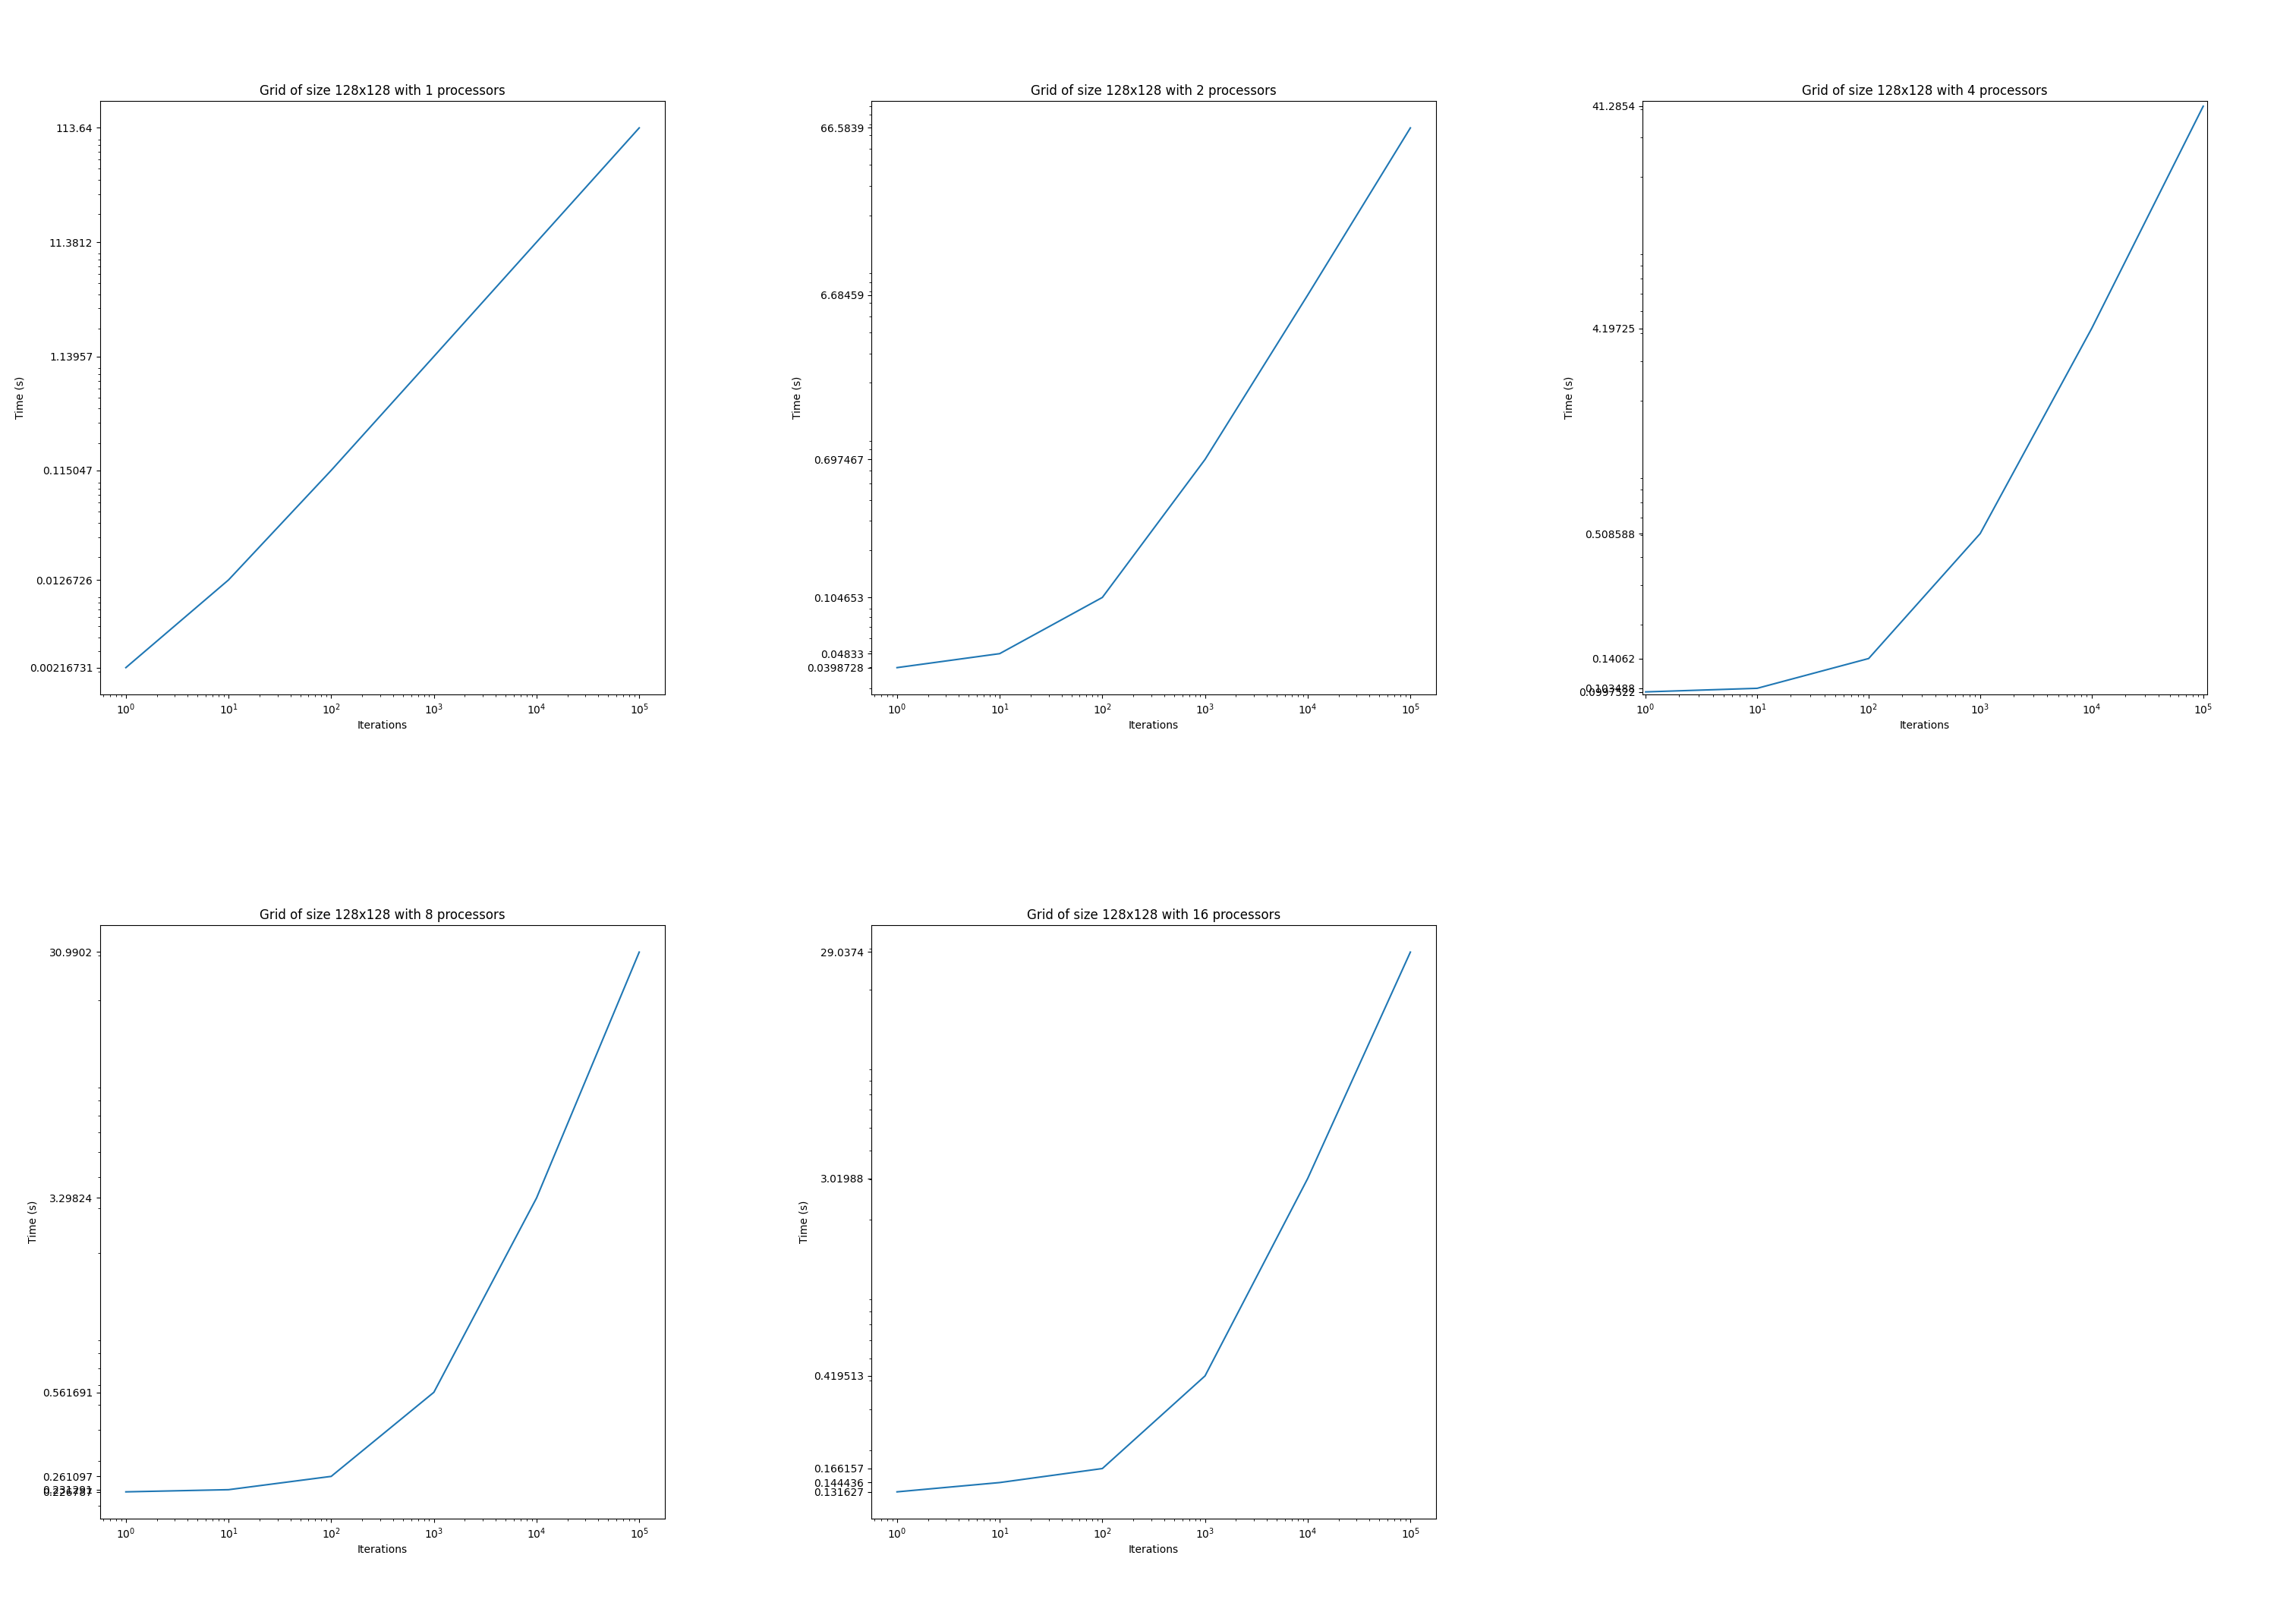 Grid of size 128x128 with 1 processors
113.64
11.3812
1.13957
0.115047
0.0126726
0.00216731
Time (s)
10^0 10^1 10^2 10^3 10^4 10^5
Iterations
Grid of size 128x128 with 2 processors
66.5839
6.68459
0.697467
0.104653
0.04833
0.0398728
Time (s)
10^0 10^1 10^2 10^3 10^4 10^5
Iterations
Grid of size 128x128 with 4 processors
41.2854
4.19725
0.508588
0.14062
0.103488
0.0997522
Time (s)
10^0 10^1 10^2 10^3 10^4 10^5
Iterations
Grid of size 128x128 with 8 processors
30.9902
3.29824
0.561691
0.261097
0.226787
Time (s)
10^0 10^1 10^2 10^3 10^4 10^5
Iterations
Grid of size 128x128 with 16 processors
29.0374
3.01988
0.419513
0.166157
0.144436
0.131627
Time (s)
10^0 10^1 10^2 10^3 10^4 10^5
Iterations